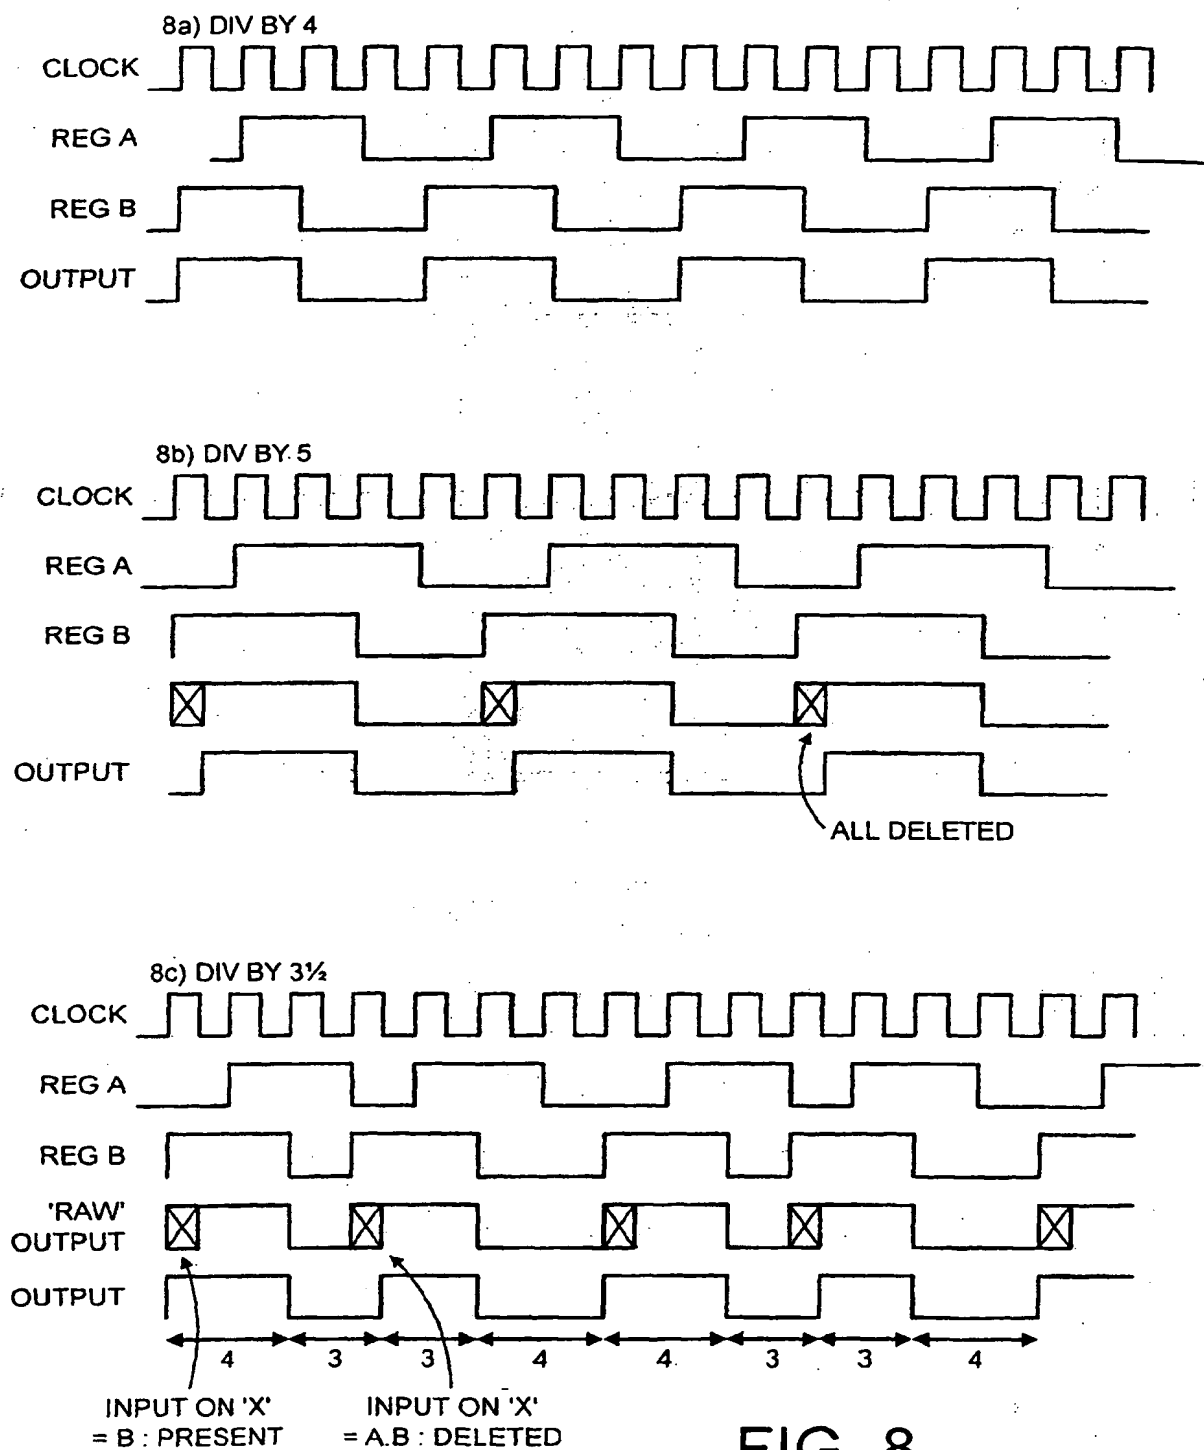 8a) DIV BY 4
CLOCK
REG A
REG B
OUTPUT
8b) DIV BY 5
CLOCK
REG A
REG B
OUTPUT
ALL DELETED
8c) DIV BY 3½
CLOCK
REG A
REG B
'RAW'
OUTPUT
OUTPUT
4 3 3 4 4 3 3 4
INPUT ON 'X'
= B : PRESENT
INPUT ON 'X'
= A.B : DELETED
FIG. 8